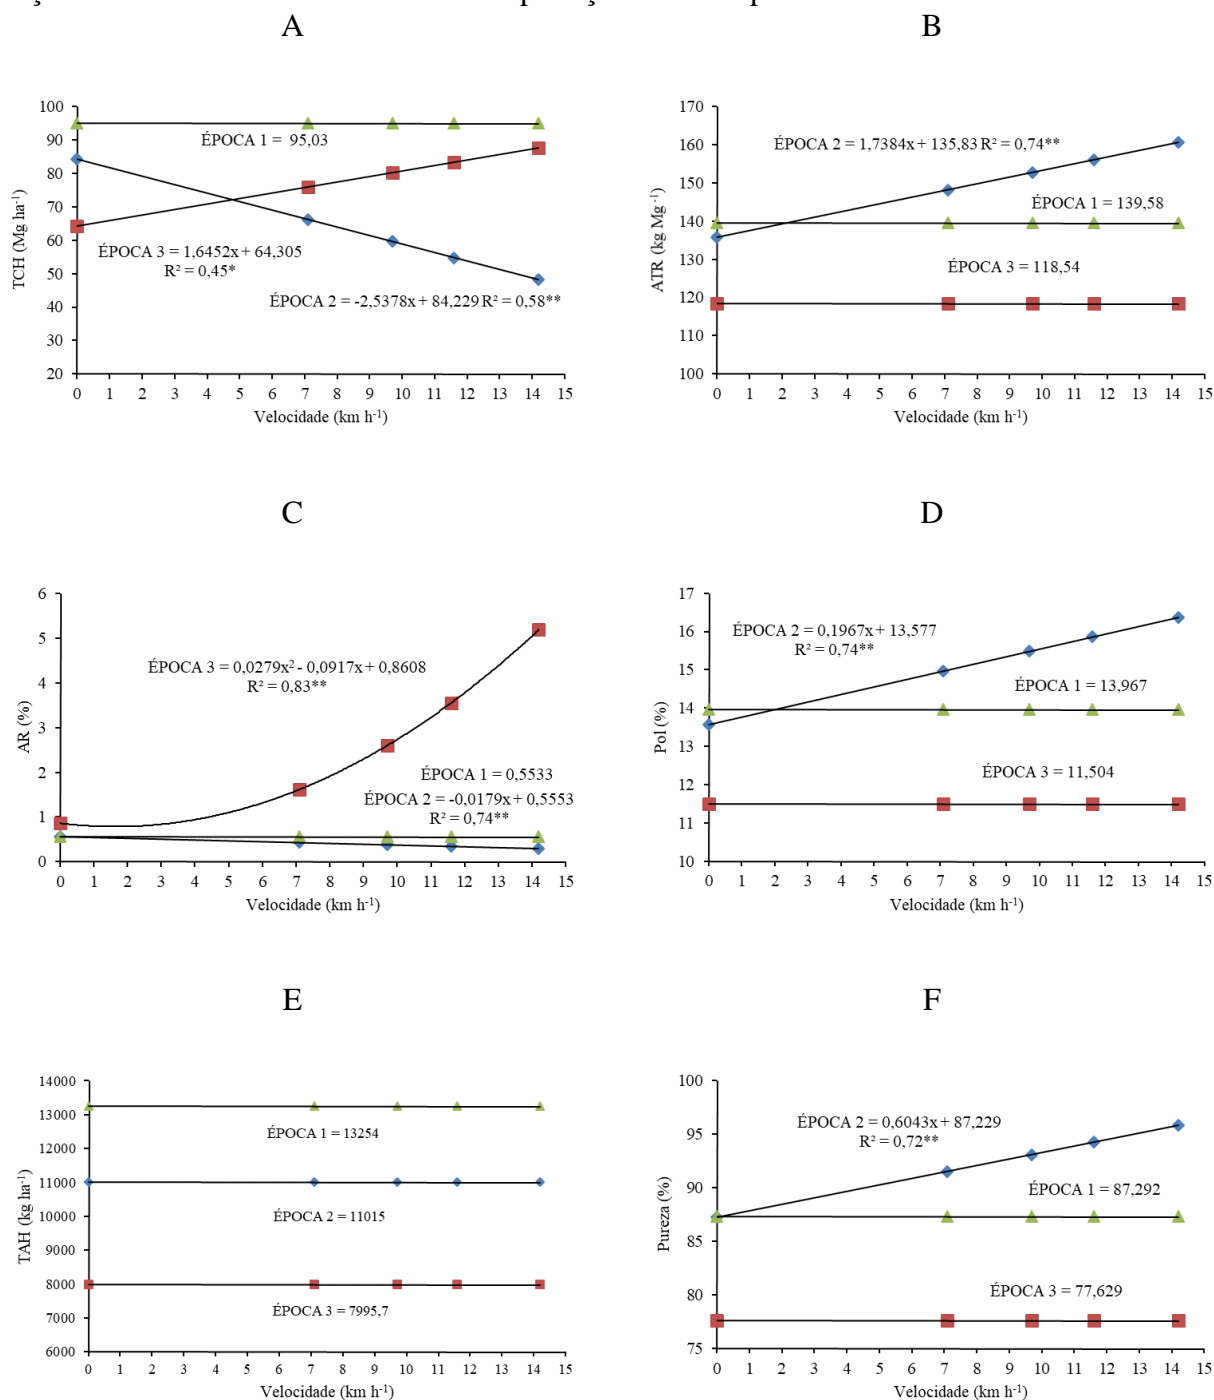 A
B
100
90
80
70
60
50
40
30
20
TCH (Mg ha⁻¹)
ÉPOCA 1 = 95,03
ÉPOCA 3 = 1,6452x + 64,305
R² = 0,45*
ÉPOCA 2 = -2,5378x + 84,229 R² = 0,58**
0 1 2 3 4 5 6 7 8 9 10 11 12 13 14 15
Velocidade (km h⁻¹)
170
160
150
140
130
120
110
100
ATR (kg Mg⁻¹)
ÉPOCA 2 = 1,7384x + 135,83 R² = 0,74**
ÉPOCA 1 = 139,58
ÉPOCA 3 = 118,54
0 1 2 3 4 5 6 7 8 9 10 11 12 13 14 15
Velocidade (km h⁻¹)
C
D
6
5
4
3
2
1
0
AR (%)
ÉPOCA 3 = 0,0279x² - 0,0917x + 0,8608
R² = 0,83**
ÉPOCA 1 = 0,5533
ÉPOCA 2 = -0,0179x + 0,5553
R² = 0,74**
0 1 2 3 4 5 6 7 8 9 10 11 12 13 14 15
Velocidade (km h⁻¹)
17
16
15
14
13
12
11
10
Pol (%)
ÉPOCA 2 = 0,1967x + 13,577
R² = 0,74**
ÉPOCA 1 = 13,967
ÉPOCA 3 = 11,504
0 1 2 3 4 5 6 7 8 9 10 11 12 13 14 15
Velocidade (km h⁻¹)
E
F
14000
13000
12000
11000
10000
9000
8000
7000
6000
TAH (kg ha⁻¹)
ÉPOCA 1 = 13254
ÉPOCA 2 = 11015
ÉPOCA 3 = 7995,7
0 1 2 3 4 5 6 7 8 9 10 11 12 13 14 15
Velocidade (km h⁻¹)
100
95
90
85
80
75
Pureza (%)
ÉPOCA 2 = 0,6043x + 87,229
R² = 0,72**
ÉPOCA 1 = 87,292
ÉPOCA 3 = 77,629
0 1 2 3 4 5 6 7 8 9 10 11 12 13 14 15
Velocidade (km h⁻¹)